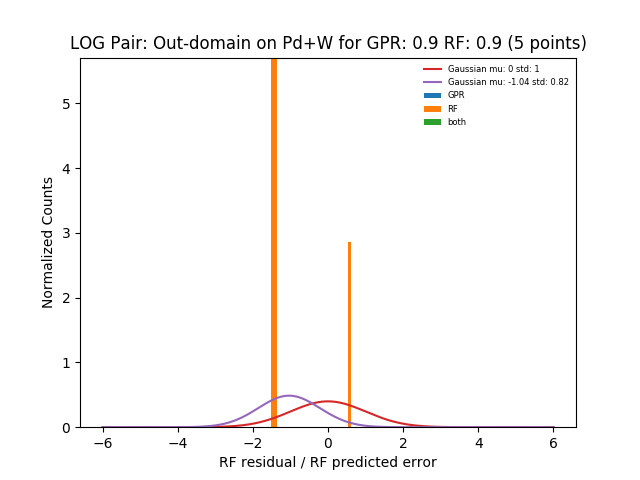 LOG Pair: Out-domain on Pd+W for GPR: 0.9 RF: 0.9 (5 points)
Gaussian mu: 0 std: 1
Gaussian mu: -1.04 std: 0.82
GPR
RF
both
Normalized Counts
5
4
3
2
1
0
−6 −4 −2 0 2 4 6
RF residual / RF predicted error